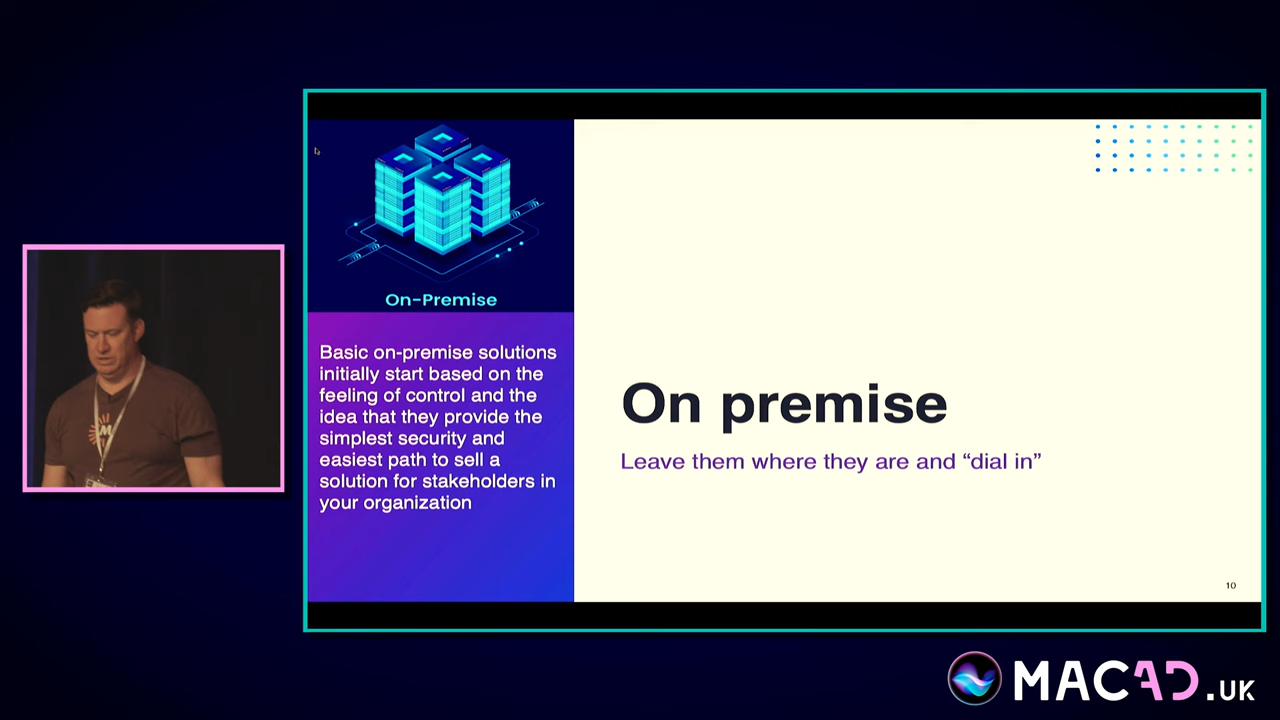 On-Premise
Basic on-premise solutions
initially start based on the
feeling of control and the
idea that they provide the
simplest security and
easiest path to sell a
solution for stakeholders in
your organization
On premise
Leave them where they are and “dial in”
10
MACAD.UK